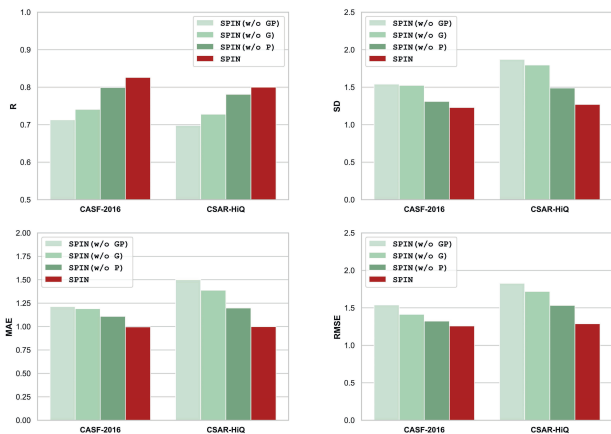 1.0
0.9
0.8
0.7
0.6
0.5
R
SPIN(w/o GP)
SPIN(w/o G)
SPIN(w/o P)
SPIN
CASF-2016
CSAR-HiQ
2.5
2.0
1.5
1.0
0.5
0.0
SD
SPIN(w/o GP)
SPIN(w/o G)
SPIN(w/o P)
SPIN
CASF-2016
CSAR-HiQ
2.00
1.75
1.50
1.25
1.00
0.75
0.50
0.25
0.00
MAE
SPIN(w/o GP)
SPIN(w/o G)
SPIN(w/o P)
SPIN
CASF-2016
CSAR-HiQ
2.5
2.0
1.5
1.0
0.5
0.0
RMSE
SPIN(w/o GP)
SPIN(w/o G)
SPIN(w/o P)
SPIN
CASF-2016
CSAR-HiQ